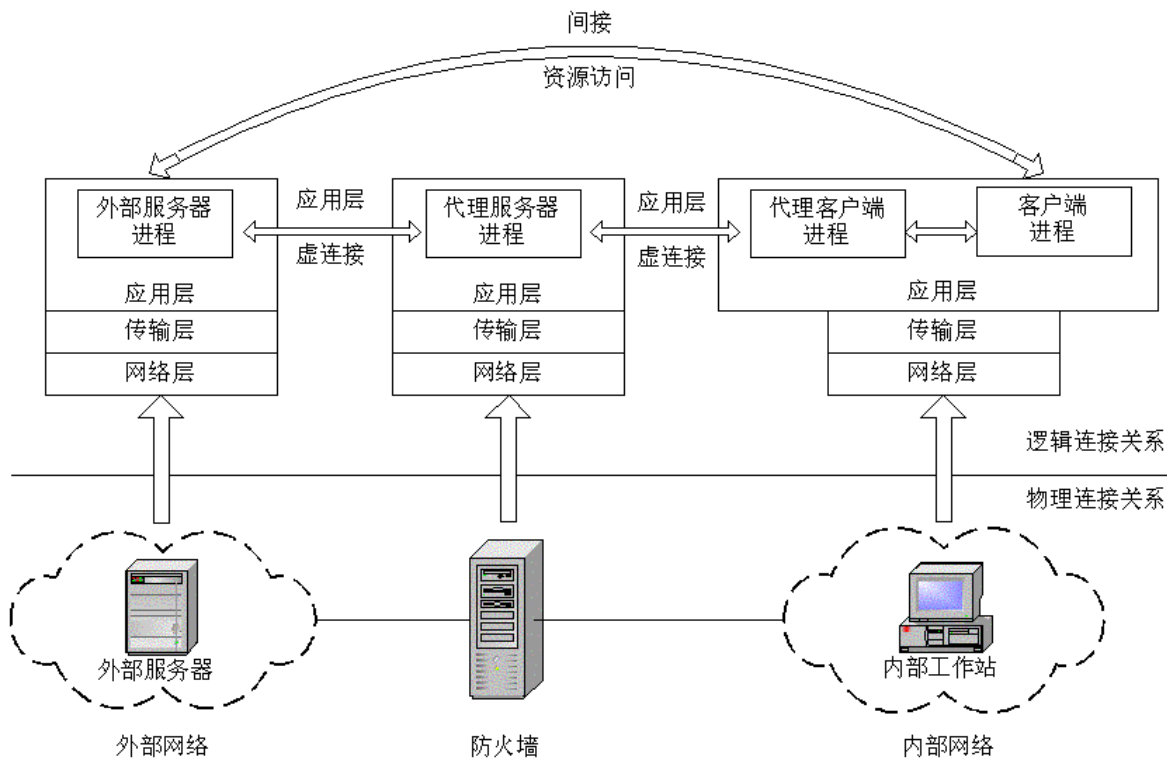 间接
资源访问
外部服务器
进程
应用层
虚连接
代理服务器
进程
应用层
虚连接
代理客户端
进程
客户端
进程
应用层
应用层
应用层
传输层
传输层
传输层
网络层
网络层
网络层
逻辑连接关系
物理连接关系
外部服务器
内部工作站
外部网络
防火墙
内部网络